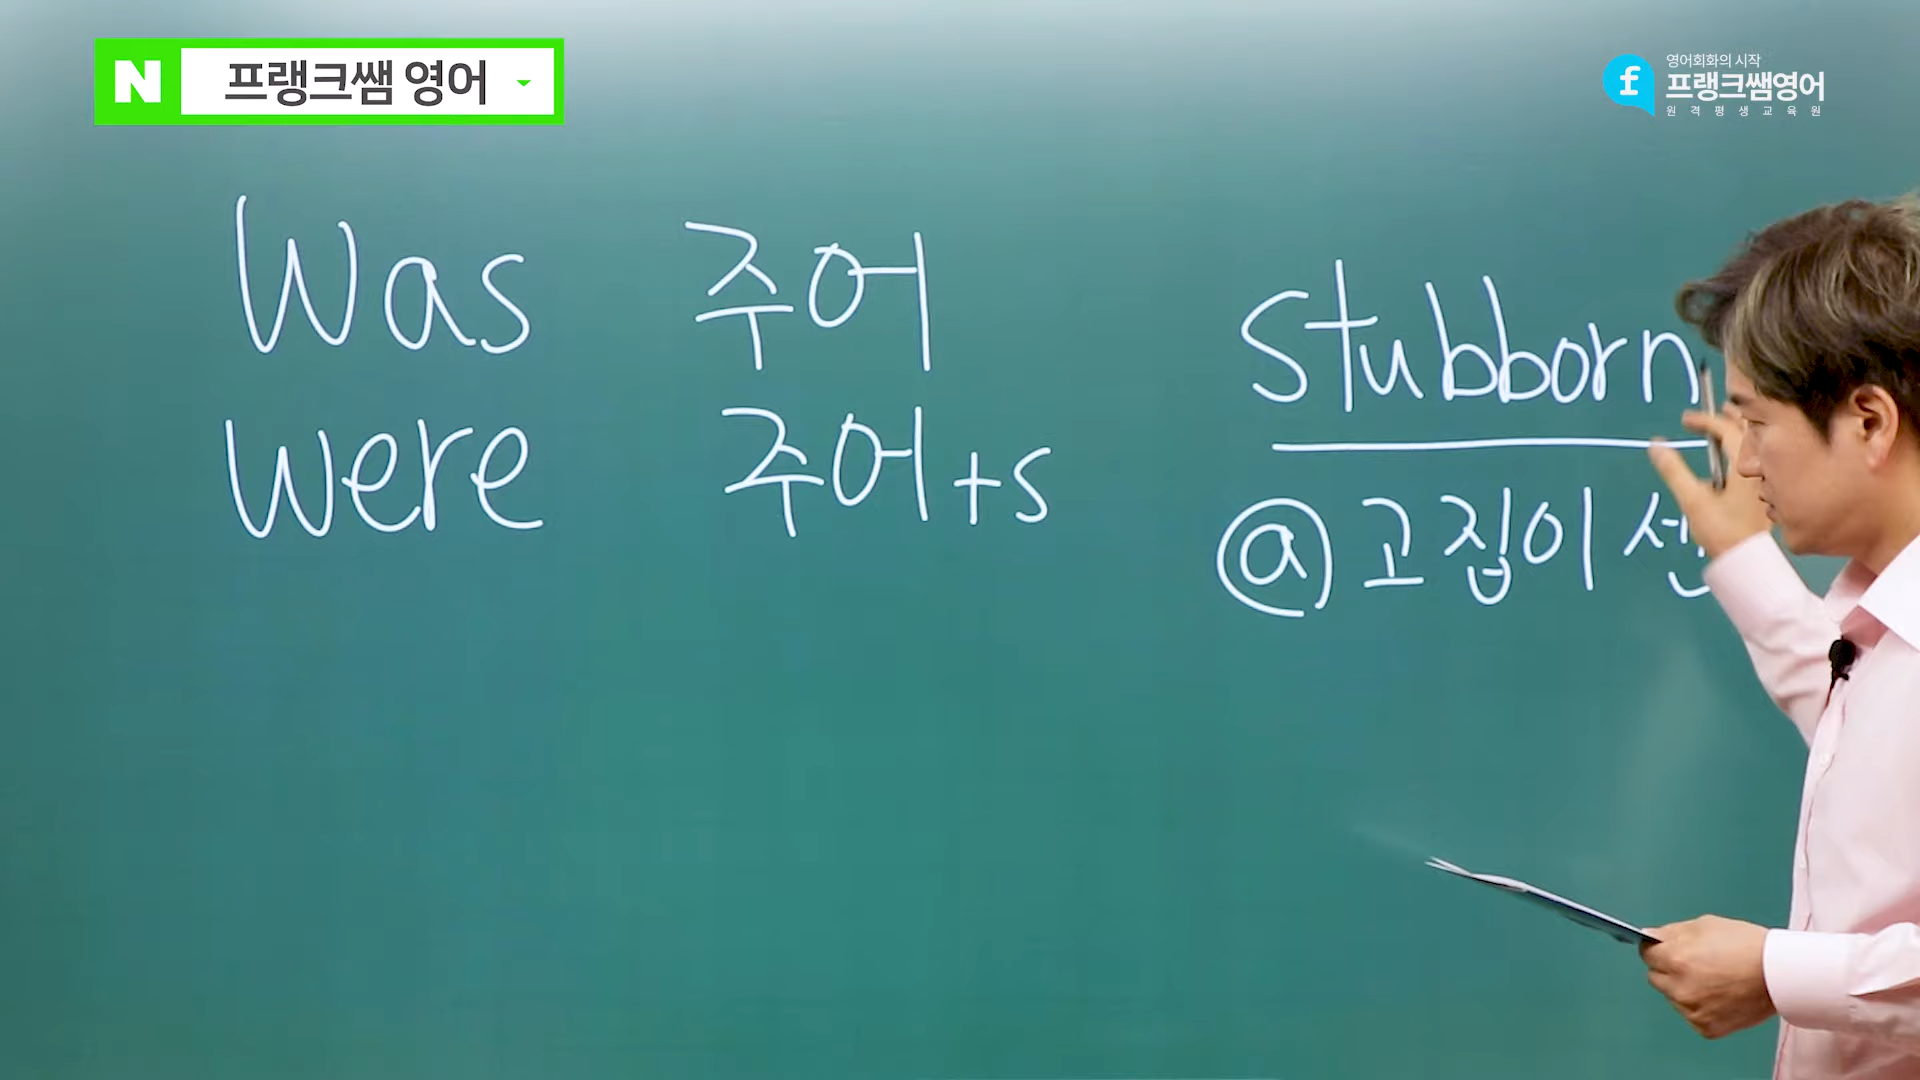 N 프랭크쌤 영어
영어회화의 시작
프랭크쌤영어
원격평생교육원
Was 주어
were 주어+s
Stubborn
ⓐ 고집이 센